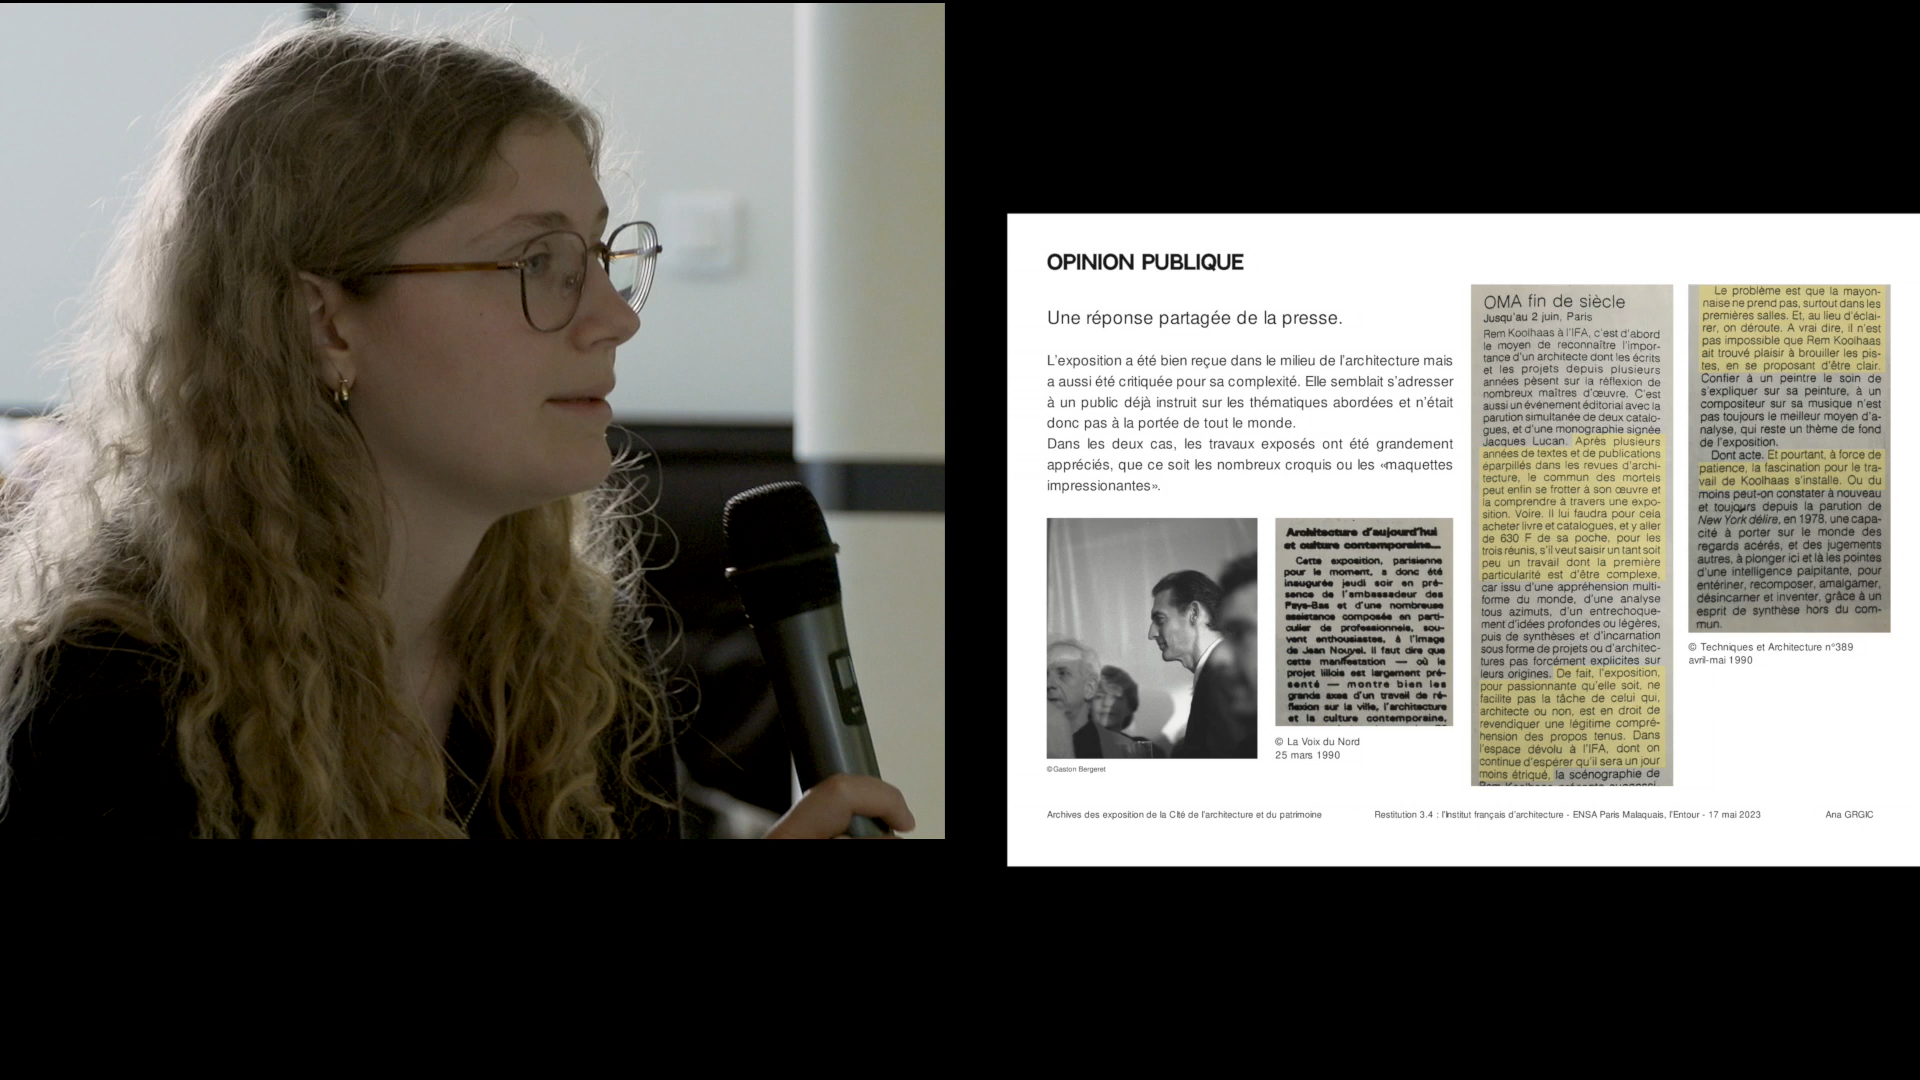 OPINION PUBLIQUE
Une réponse partagée de la presse.
L’exposition a été bien reçue dans le milieu de l’architecture mais
a aussi été critiquée pour sa complexité. Elle semblait s’adresser
à un public déjà instruit sur les thématiques abordées et n’était
donc pas à la portée de tout le monde.
Dans les deux cas, les travaux exposés ont été grandement
appréciés, que ce soit les nombreux croquis ou les «maquettes
impressionantes».
©Gaston Bergeret
Architecture d’aujourd’hui
et culture contemporaine...
Cette exposition, parisienne
pour le moment, a donc été
inaugurée jeudi soir en pré-
sence de l’ambassadeur des
Pays-Bas et d’une nombreuse
assistance composée en parti-
culier de professionnels, sou-
vent enthousiastes, à l’image
de Jean Nouvel. Il faut dire que
cette manifestation — où le
projet lillois est largement pré-
senté — montre bien les
grands axes d’un travail de ré-
flexion sur la ville, l’architecture
et la culture contemporaine,
© La Voix du Nord
25 mars 1990
OMA fin de siècle
Jusqu’au 2 juin, Paris
Rem Koolhaas à l’IFA, c’est d’abord
le moyen de reconnaître l’impor-
tance d’un architecte dont les écrits
et les projets depuis plusieurs
années pèsent sur la réflexion de
nombreux maîtres d’œuvre. C’est
aussi un événement éditorial avec la
parution simultanée de deux catalo-
gues, et d’une monographie signée
Jacques Lucan. Après plusieurs
années de textes et de publications
éparpillés dans les revues d’archi-
tecture, le commun des mortels
peut enfin se frotter à son œuvre et
la comprendre à travers une expo-
sition. Voire. Il lui faudra pour cela
acheter livre et catalogues, et y aller
de 630 F de sa poche, pour les
trois réunis, s’il veut saisir un tant soit
peu un travail dont la première
particularité est d’être complexe,
car issu d’une appréhension multi-
forme du monde, d’une analyse
tous azimuts, d’un entrechoque-
ment d’idées profondes ou légères,
puis de synthèses et d’incarnation
sous forme de projets ou d’architec-
tures pas forcément explicites sur
leurs origines. De fait, l’exposition,
pour passionnante qu’elle soit, ne
facilite pas la tâche de celui qui,
architecte ou non, est en droit de
revendiquer une légitime compré-
hension des propos tenus. Dans
l’espace dévolu à l’IFA, dont on
continue d’espérer qu’il sera un jour
moins étriqué, la scénographie de
Le problème est que la mayon-
naise ne prend pas, surtout dans les
premières salles. Et, au lieu d’éclai-
rer, on déroute. A vrai dire, il n’est
pas impossible que Rem Koolhaas
ait trouvé plaisir à brouiller les pis-
tes, en se proposant d’être clair.
Confier à un peintre le soin de
s’expliquer sur sa peinture, à un
compositeur sur sa musique n’est
pas toujours le meilleur moyen d’a-
nalyse, qui reste un thème de fond
de l’exposition.
Dont acte. Et pourtant, à force de
patience, la fascination pour le tra-
vail de Koolhaas s’installe. Ou du
moins peut-on constater à nouveau
et toujours depuis la parution de
New York délire, en 1978, une capa-
cité à porter sur le monde des
regards acérés, et des jugements
autres, à plonger ici et là les pointes
d’une intelligence palpitante, pour
entériner, recomposer, amalgamer,
désincarner et inventer, grâce à un
esprit de synthèse hors du com-
mun.
© Techniques et Architecture n°389
avril-mai 1990
Archives des exposition de la CIté de l’architecture et du patrimoine
Restitution 3.4 : l’Institut français d’architecture - ENSA Paris Malaquais, l’Entour - 17 mai 2023
Ana GRGIC